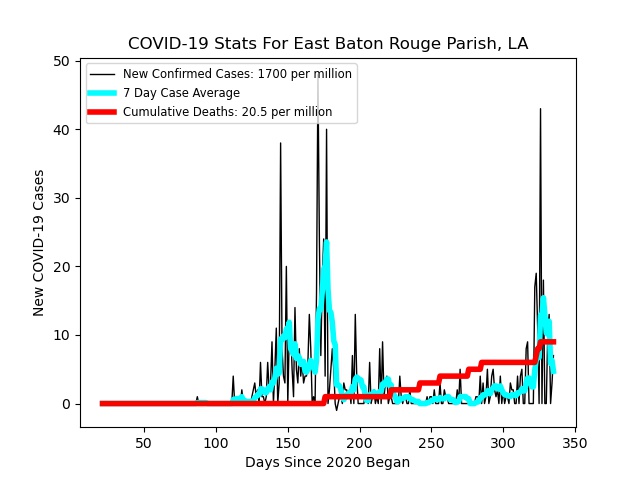 COVID-19 Stats For East Baton Rouge Parish, LA
New Confirmed Cases: 1700 per million
7 Day Case Average
Cumulative Deaths: 20.5 per million
New COVID-19 Cases
50
40
30
20
10
0
50 100 150 200 250 300 350
Days Since 2020 Began